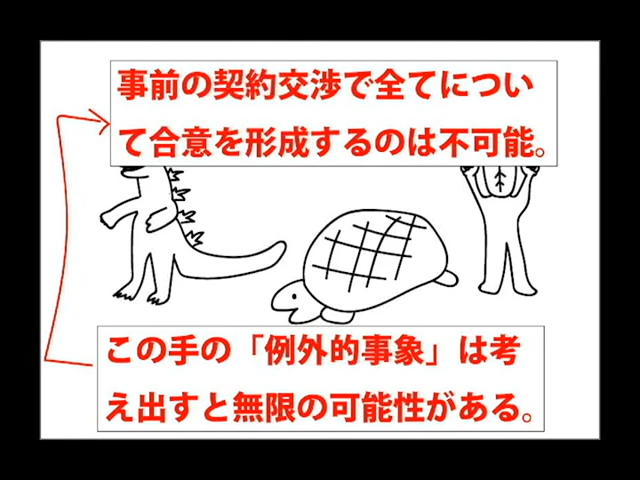 事前の契約交渉で全てについ
て合意を形成するのは不可能。
この手の「例外的事象」は考
え出すと無限の可能性がある。